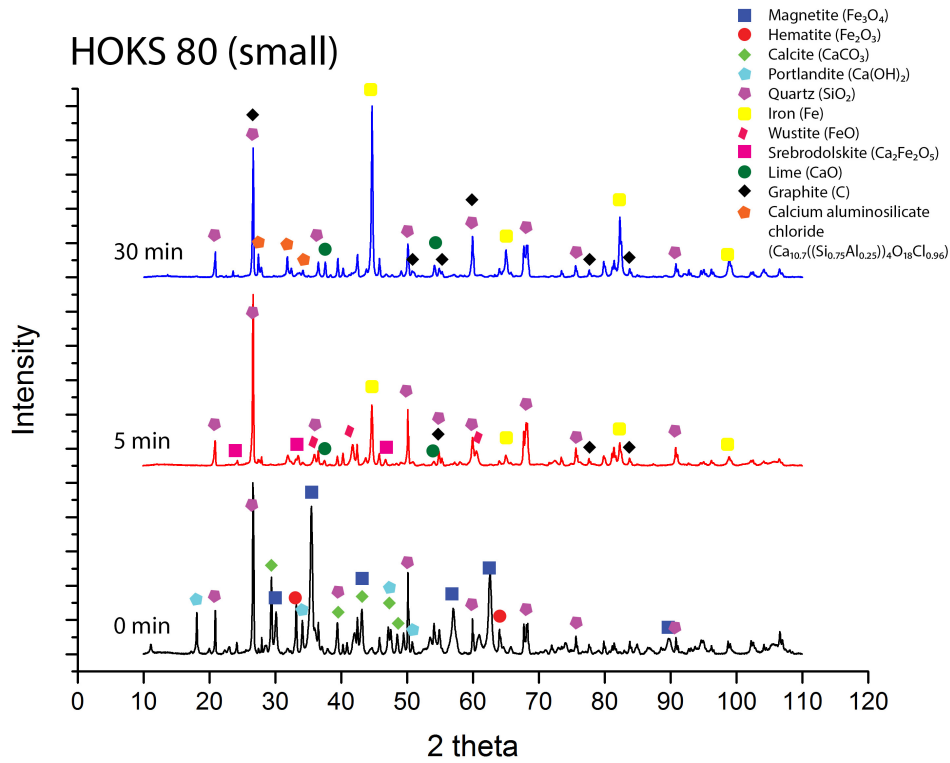 HOKS 80 (small)
Magnetite (Fe₃O₄)
Hematite (Fe₂O₃)
Calcite (CaCO₃)
Portlandite (Ca(OH)₂)
Quartz (SiO₂)
Iron (Fe)
Wustite (FeO)
Srebrodolskite (Ca₂Fe₂O₅)
Lime (CaO)
Graphite (C)
Calcium aluminosilicate
chloride
(Ca₁₀.₇((Si₀.₇₅Al₀.₂₅))₄O₁₈Cl₀.₉₆)
30 min
5 min
0 min
Intensity
0 10 20 30 40 50 60 70 80 90 100 110 120
2 theta